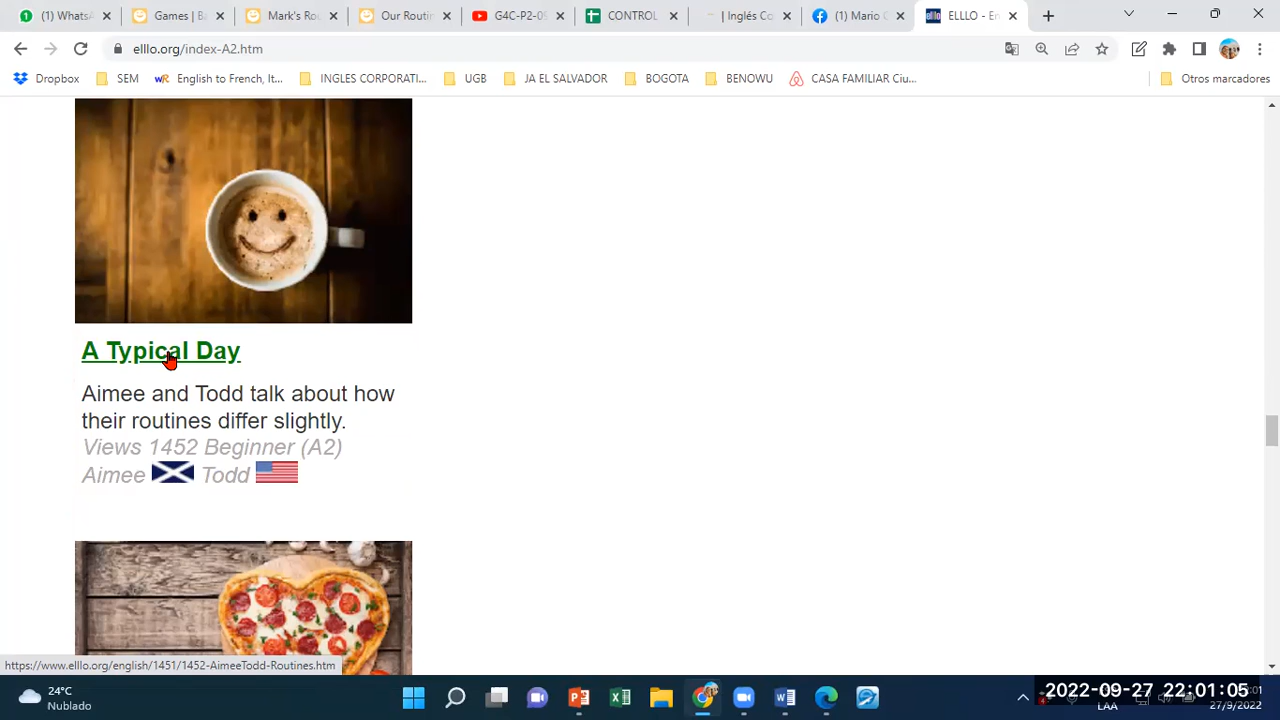 (1) WhatsA
Games | Ba
Mark's Ro
Our Routin
GdC-P2-05
CONTROL
| Inglés Co
(1) Mario C
ELLLO - En
elllo.org/index-A2.htm
Dropbox
SEM
English to French, It...
INGLES CORPORATI...
UGB
JA EL SALVADOR
BOGOTA
BENOWU
CASA FAMILIAR Ciu...
Otros marcadores
A Typical Day
Aimee and Todd talk about how
their routines differ slightly.
Views 1452 Beginner (A2)
Aimee Todd
https://www.elllo.org/english/1451/1452-AimeeTodd-Routines.htm
24°C
Nublado
LAA
2022-09-27 22:01:05
27/9/2022